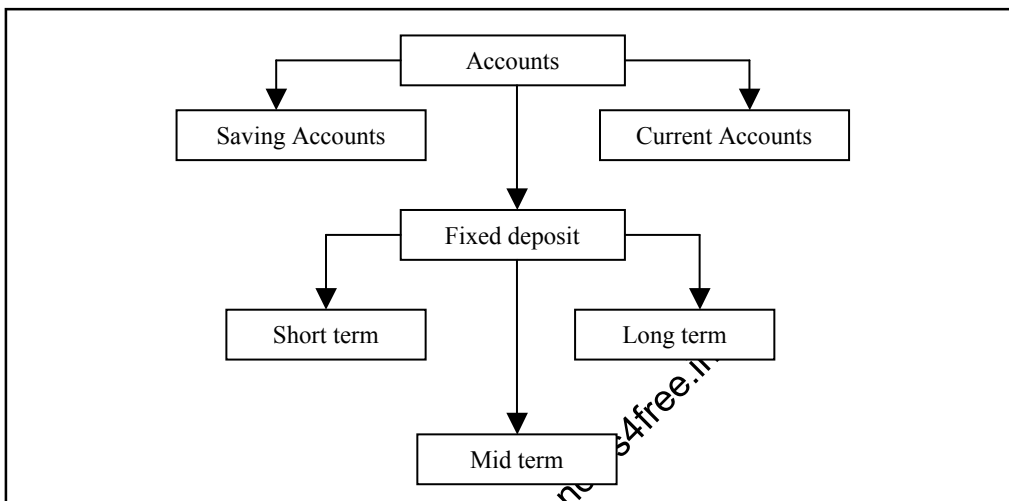 Accounts
Saving Accounts
Current Accounts
Fixed deposit
Short term
Long term
Mid term